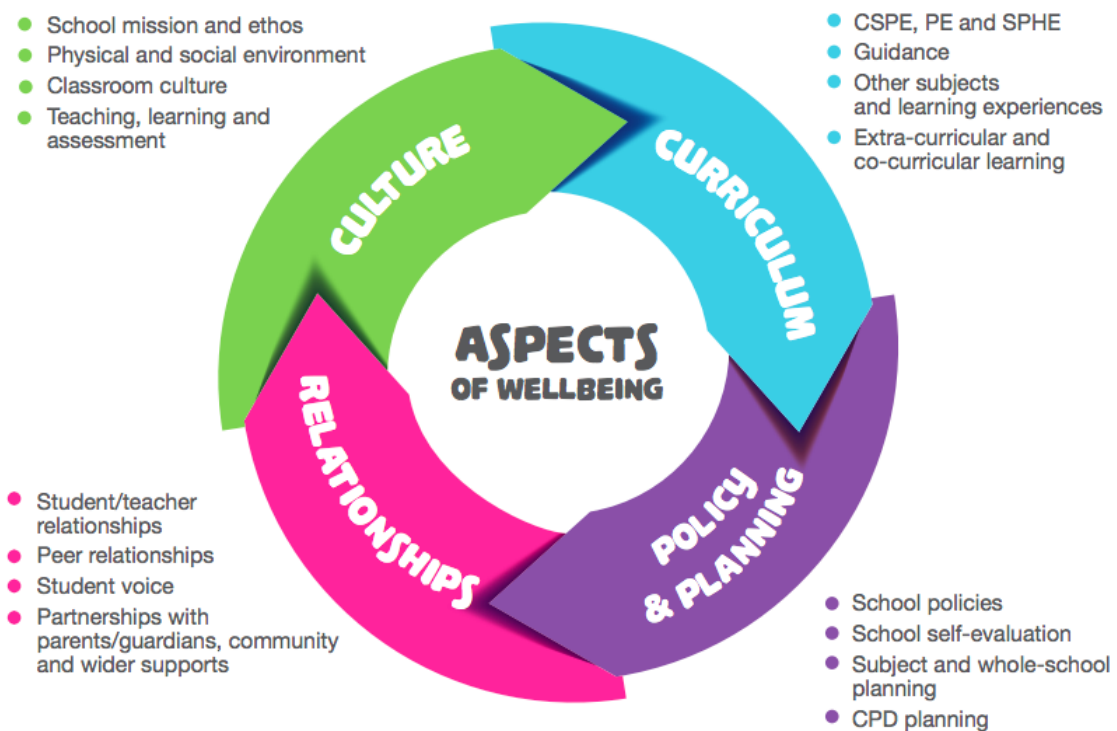 School mission and ethos
Physical and social environment
Classroom culture
Teaching, learning and
assessment
CSPE, PE and SPHE
Guidance
Other subjects
and learning experiences
Extra-curricular and
co-curricular learning
CULTURE
CURRICULUM
ASPECTS
OF WELLBEING
RELATIONSHIPS
POLICY
& PLANNING
Student/teacher
relationships
Peer relationships
Student voice
Partnerships with
parents/guardians, community
and wider supports
School policies
School self-evaluation
Subject and whole-school
planning
CPD planning